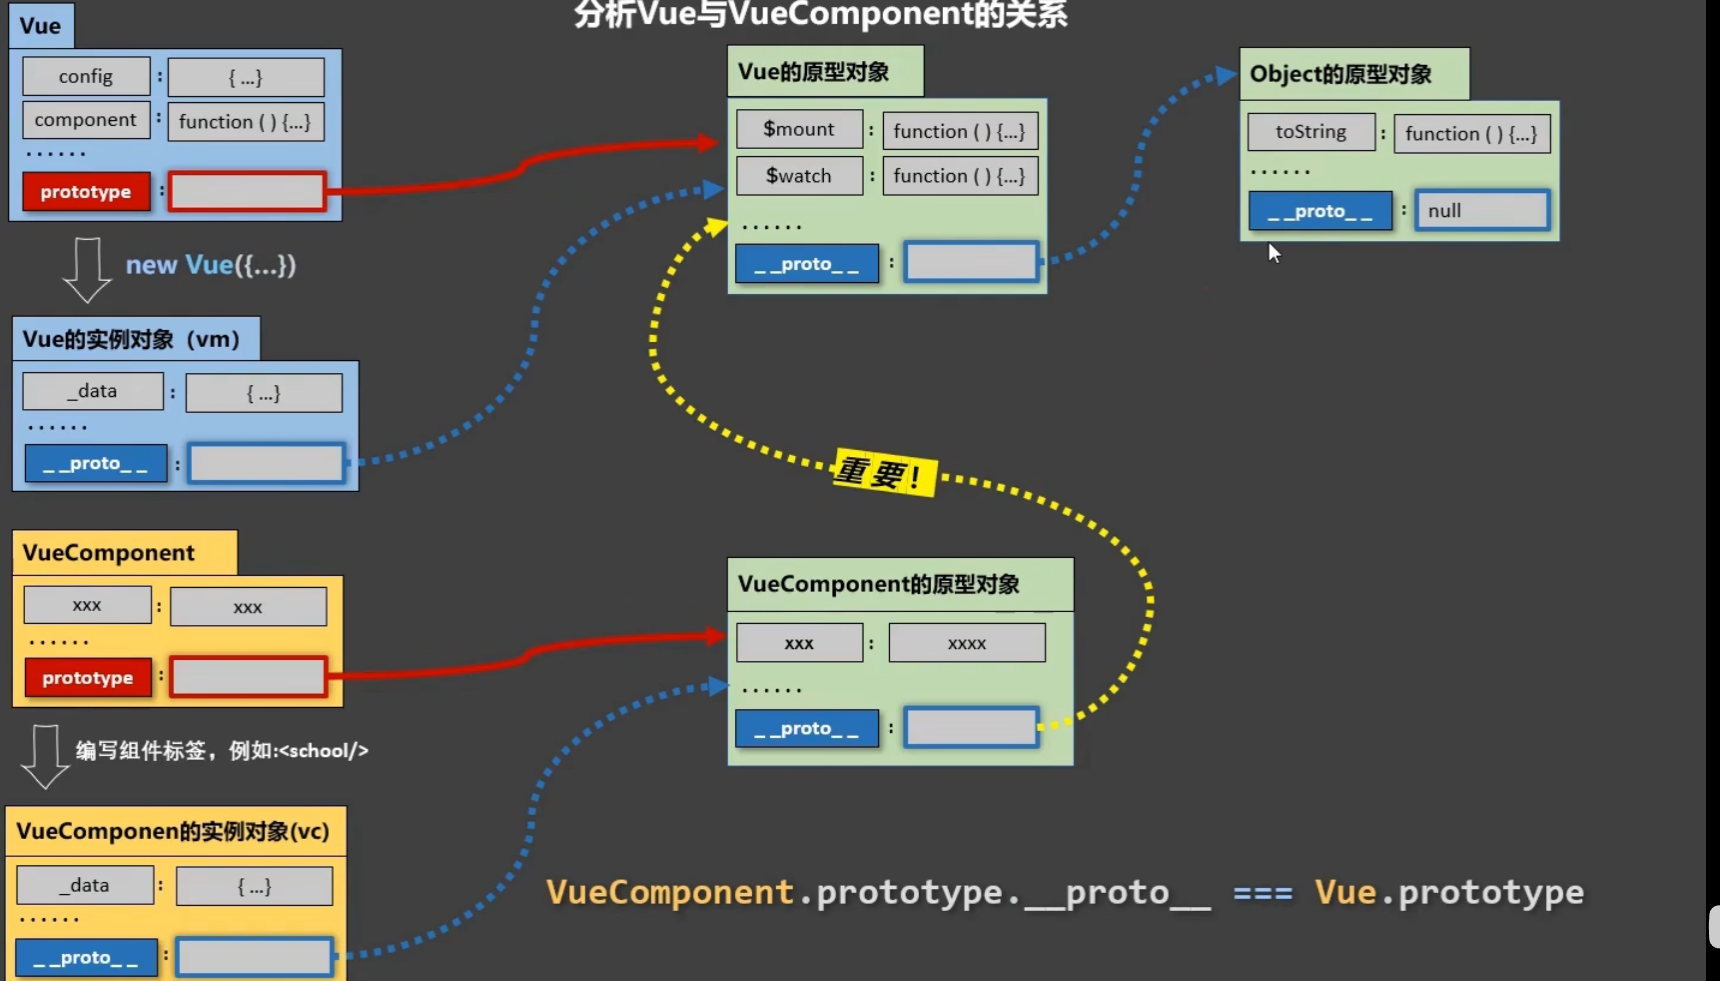 分析Vue与VueComponent的关系
Vue
config : { ...}
component : function ( ) {...}
......
prototype :
new Vue({...})
Vue的实例对象（vm）
_data : { ...}
......
_ _proto_ _ :
VueComponent
xxx : xxx
......
prototype :
编写组件标签，例如:<school/>
VueComponen的实例对象(vc)
_data : { ...}
......
_ _proto_ _ :
Vue的原型对象
$mount : function ( ) {...}
$watch : function ( ) {...}
......
_ _proto_ _ :
Object的原型对象
toString : function ( ) {...}
......
_ _proto_ _ : null
重要!
VueComponent的原型对象
xxx : xxxx
......
_ _proto_ _ :
VueComponent.prototype.__proto__ === Vue.prototype